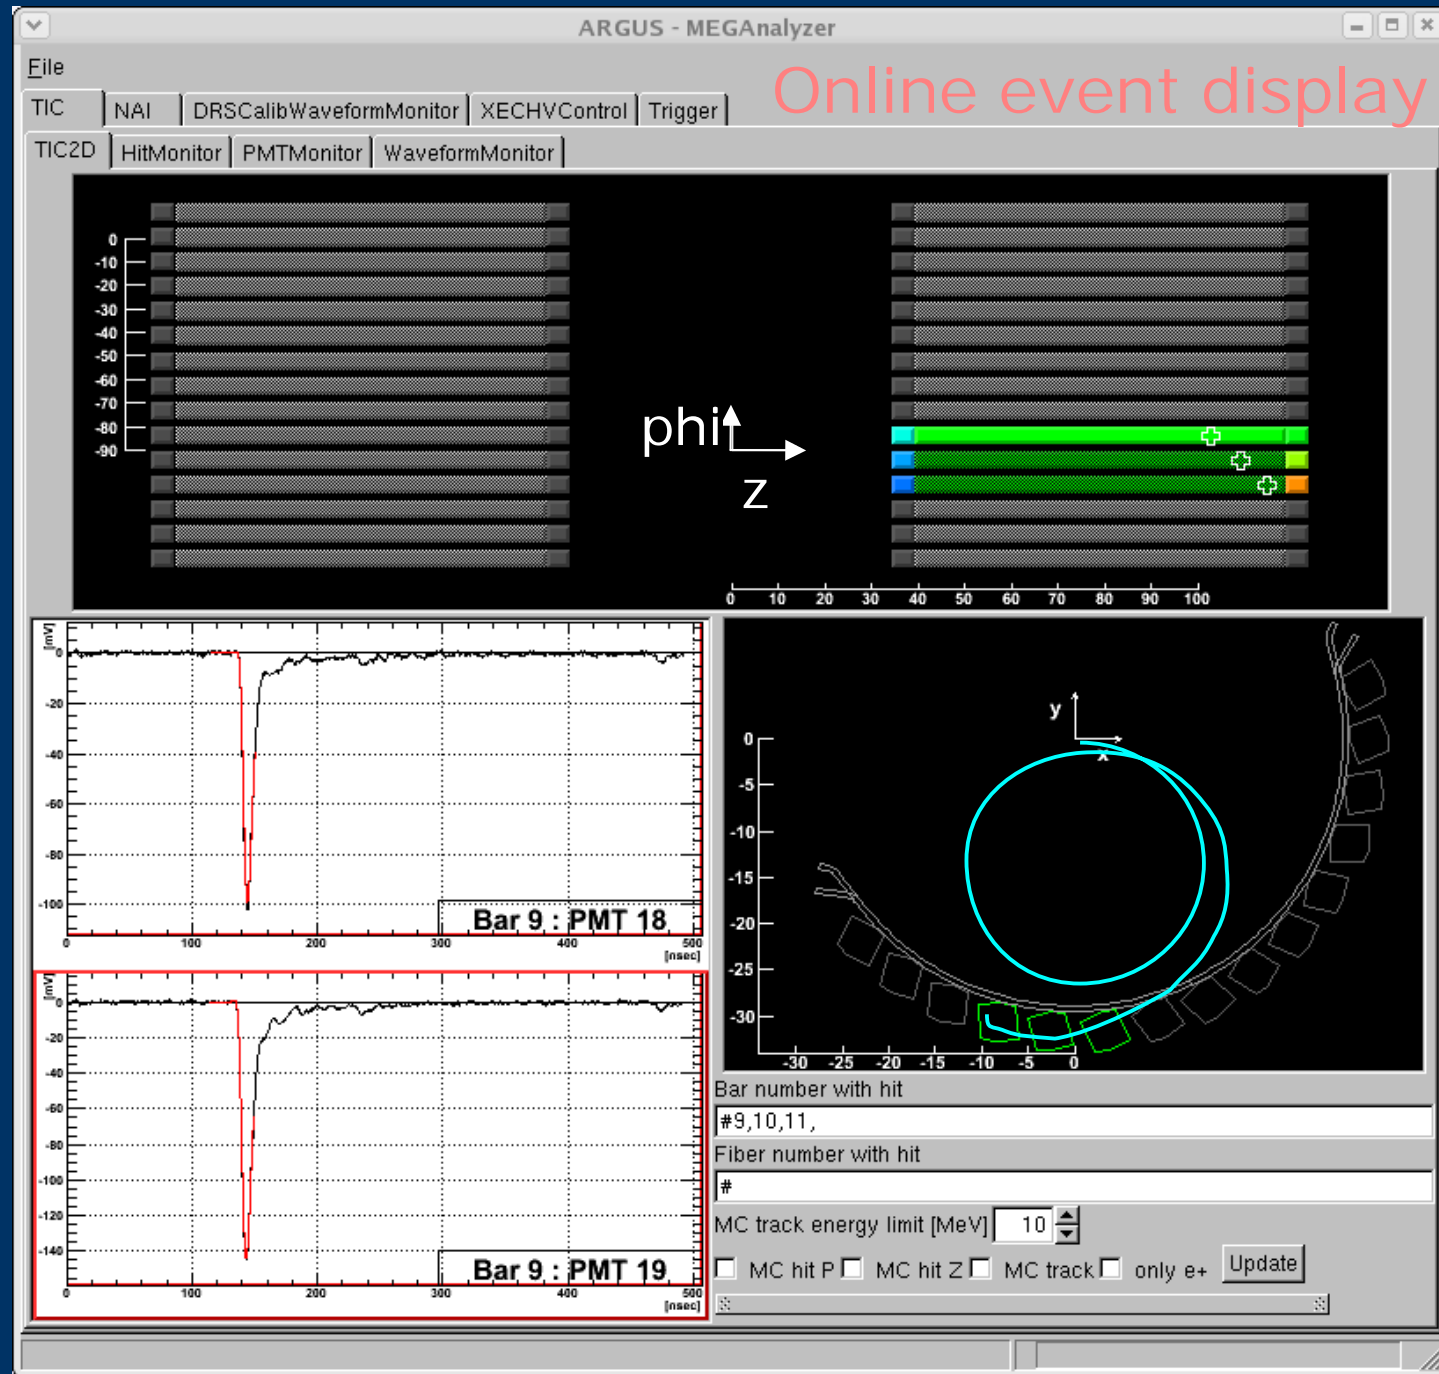 ARGUS - MEGAnalyzer
File
Online event display
TIC NAI DRSCalibWaveformMonitor XECHVControl Trigger
TIC2D HitMonitor PMTMonitor WaveformMonitor
0
-10
-20
-30
-40
-50
-60
-70
-80
-90
phi
z
0 10 20 30 40 50 60 70 80 90 100
[mV]
0
-20
-40
-60
-80
-100
Bar 9 : PMT 18
0 100 200 300 400 500
[nsec]
[mV]
0
-20
-40
-60
-80
-100
-120
-140
Bar 9 : PMT 19
0 100 200 300 400 500
[nsec]
y
x
0
-5
-10
-15
-20
-25
-30
-30 -25 -20 -15 -10 -5 0
Bar number with hit
#9,10,11,
Fiber number with hit
#
MC track energy limit [MeV] 10
MC hit P MC hit Z MC track only e+ Update